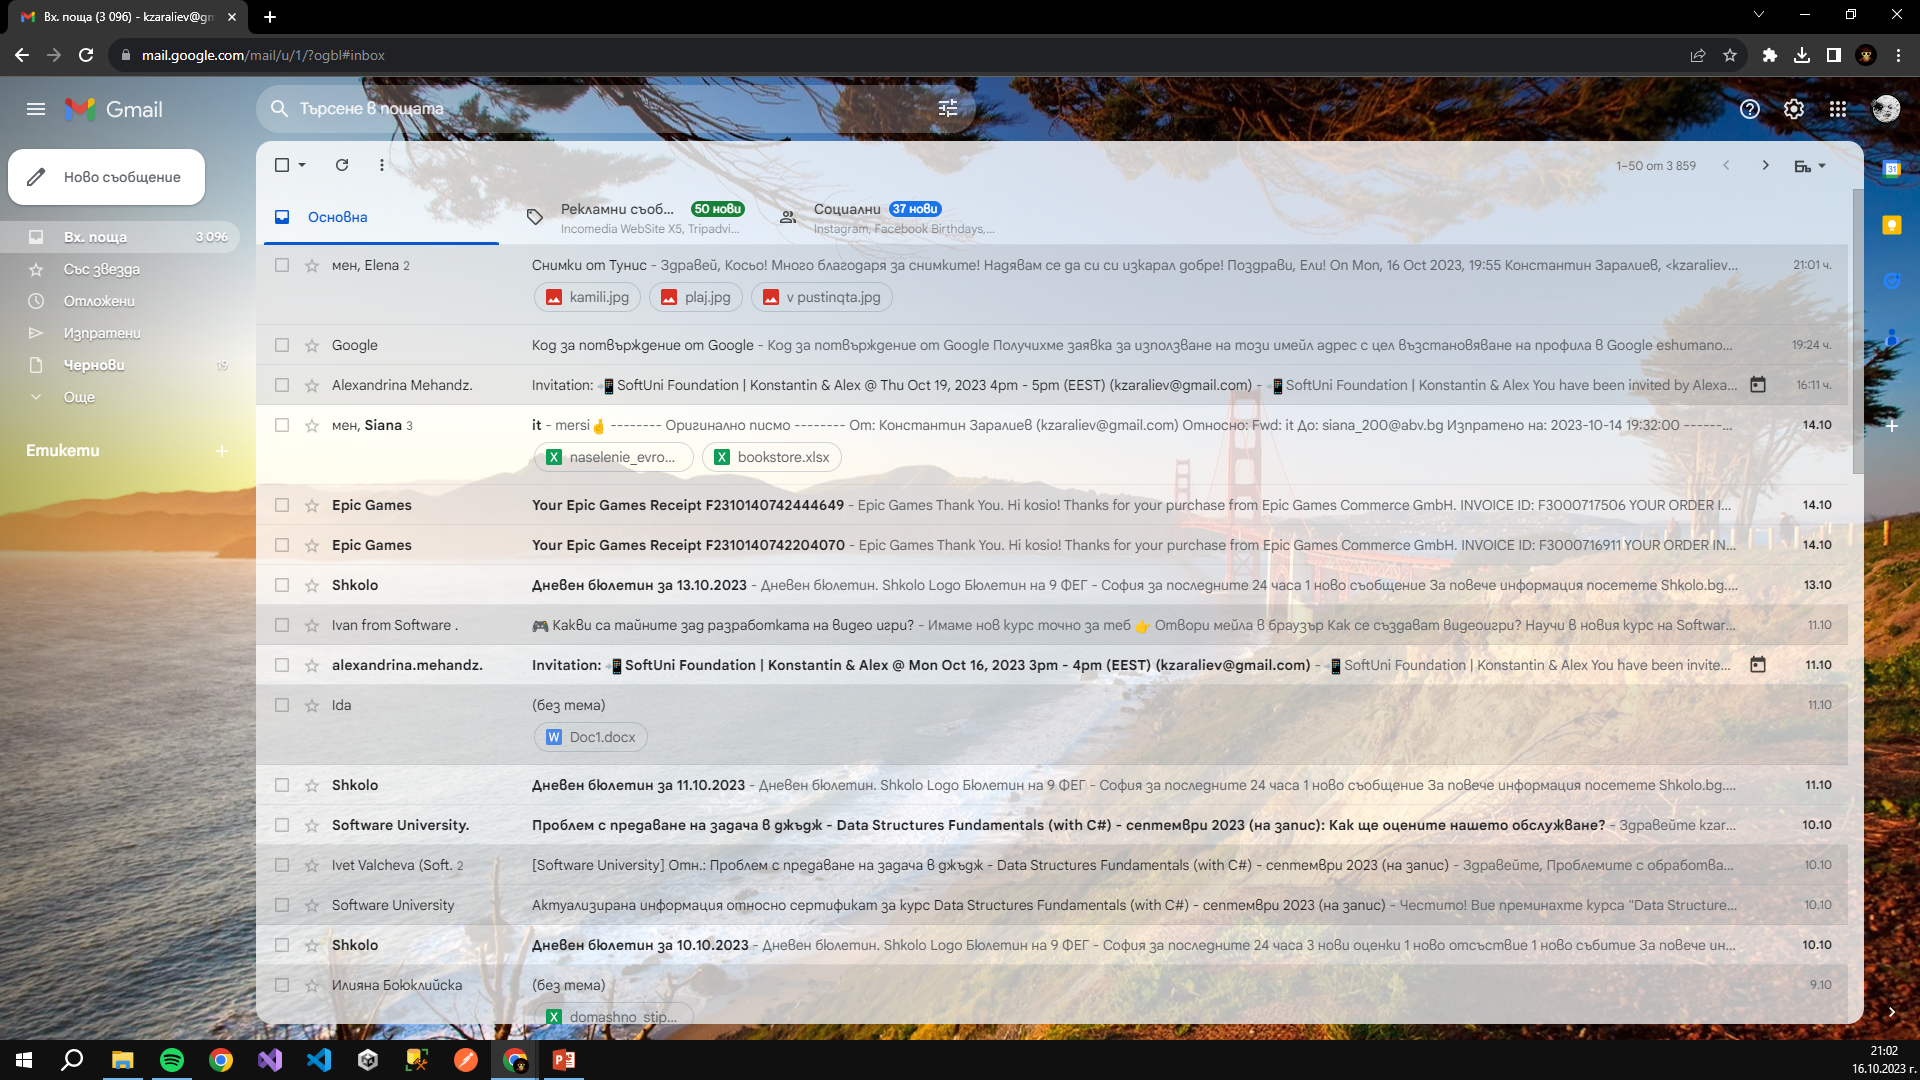 Вх. поща (3 096) - kzaraliev@gm
mail.google.com/mail/u/1/?ogbl#inbox
Gmail
Търсене в пощата
Ново съобщение
Вх. поща 3 096
Със звезда
Отложени
Изпратени
Чернови 19
Още
Етикети
1–50 от 3 859
Основна
Рекламни съоб... 50 нови
Incomedia WebSite X5, Tripadvi...
Социални 37 нови
Instagram, Facebook Birthdays,...
мен, Elena 2 Снимки от Тунис - Здравей, Косьо! Много благодаря за снимките! Надявам се да си си изкарал добре! Поздрави, Ели! On Mon, 16 Oct 2023, 19:55 Константин Заралиев, <kzaraliev... 21:01 ч.
kamili.jpg plaj.jpg v pustinqta.jpg
Google Код за потвърждение от Google - Код за потвърждение от Google Получихме заявка за използване на този имейл адрес с цел възстановяване на профила в Google eshumano... 19:24 ч.
Alexandrina Mehandz. Invitation: 📲SoftUni Foundation | Konstantin & Alex @ Thu Oct 19, 2023 4pm - 5pm (EEST) (kzaraliev@gmail.com) - 📲SoftUni Foundation | Konstantin & Alex You have been invited by Alexa... 16:11 ч.
мен, Siana 3 it - mersi🤞 -------- Оригинално писмо -------- От: Константин Заралиев (kzaraliev@gmail.com) Относно: Fwd: it До: siana_200@abv.bg Изпратено на: 2023-10-14 19:32:00 ------... 14.10
naselenie_evro... bookstore.xlsx
Epic Games Your Epic Games Receipt F2310140742444649 - Epic Games Thank You. Hi kosio! Thanks for your purchase from Epic Games Commerce GmbH. INVOICE ID: F3000717506 YOUR ORDER I... 14.10
Epic Games Your Epic Games Receipt F2310140742204070 - Epic Games Thank You. Hi kosio! Thanks for your purchase from Epic Games Commerce GmbH. INVOICE ID: F3000716911 YOUR ORDER IN... 14.10
Shkolo Дневен бюлетин за 13.10.2023 - Дневен бюлетин. Shkolo Logo Бюлетин на 9 ФЕГ - София за последните 24 часа 1 ново съобщение За повече информация посетете Shkolo.bg.... 13.10
Ivan from Software . 🎮 Какви са тайните зад разработката на видео игри? - Имаме нов курс точно за теб 👉 Отвори мейла в браузър Как се създават видеоигри? Научи в новия курс на Softwar... 11.10
alexandrina.mehandz. Invitation: 📲SoftUni Foundation | Konstantin & Alex @ Mon Oct 16, 2023 3pm - 4pm (EEST) (kzaraliev@gmail.com) - 📲SoftUni Foundation | Konstantin & Alex You have been invite... 11.10
Ida (без тема) 11.10
Doc1.docx
Shkolo Дневен бюлетин за 11.10.2023 - Дневен бюлетин. Shkolo Logo Бюлетин на 9 ФЕГ - София за последните 24 часа 1 ново съобщение За повече информация посетете Shkolo.bg.... 11.10
Software University. Проблем с предаване на задача в джъдж - Data Structures Fundamentals (with C#) - септември 2023 (на запис): Как ще оцените нашето обслужване? - Здравейте kzar... 10.10
Ivet Valcheva (Soft. 2 [Software University] Отн.: Проблем с предаване на задача в джъдж - Data Structures Fundamentals (with C#) - септември 2023 (на запис) - Здравейте, Проблемите с обработва... 10.10
Software University Актуализирана информация относно сертификат за курс Data Structures Fundamentals (with C#) - септември 2023 (на запис) - Честито! Вие преминахте курса "Data Structure... 10.10
Shkolo Дневен бюлетин за 10.10.2023 - Дневен бюлетин. Shkolo Logo Бюлетин на 9 ФЕГ - София за последните 24 часа 3 нови оценки 1 ново отсъствие 1 ново събитие За повече ин... 10.10
Илияна Боюклийска (без тема) 9.10
domashno_stip...
21:02
16.10.2023 г.